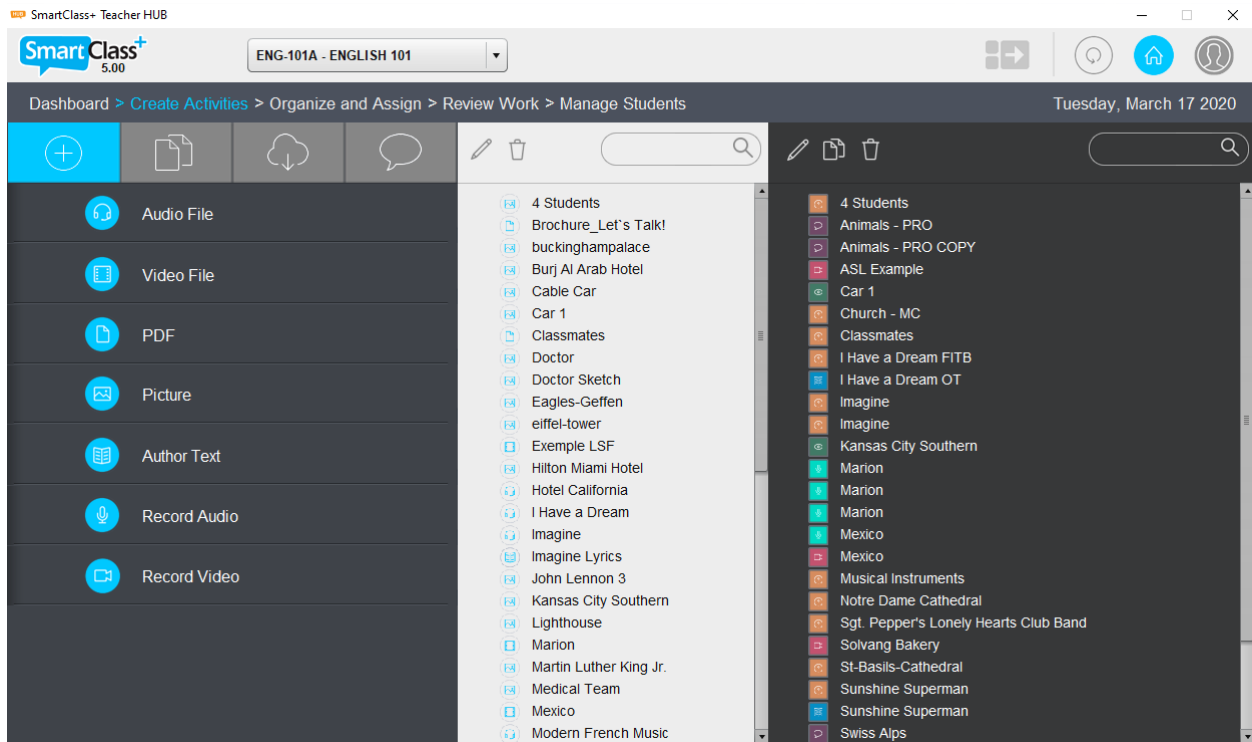 HUB SmartClass+ Teacher HUB
SmartClass+
5.00
ENG-101A - ENGLISH 101
Dashboard > Create Activities > Organize and Assign > Review Work > Manage Students
Tuesday, March 17 2020
Audio File
Video File
PDF
Picture
Author Text
Record Audio
Record Video
4 Students
Brochure_Let`s Talk!
buckinghampalace
Burj Al Arab Hotel
Cable Car
Car 1
Classmates
Doctor
Doctor Sketch
Eagles-Geffen
eiffel-tower
Exemple LSF
Hilton Miami Hotel
Hotel California
I Have a Dream
Imagine
Imagine Lyrics
John Lennon 3
Kansas City Southern
Lighthouse
Marion
Martin Luther King Jr.
Medical Team
Mexico
Modern French Music
4 Students
Animals - PRO
Animals - PRO COPY
ASL Example
Car 1
Church - MC
Classmates
I Have a Dream FITB
I Have a Dream OT
Imagine
Imagine
Kansas City Southern
Marion
Marion
Marion
Mexico
Mexico
Musical Instruments
Notre Dame Cathedral
Sgt. Pepper's Lonely Hearts Club Band
Solvang Bakery
St-Basils-Cathedral
Sunshine Superman
Sunshine Superman
Swiss Alps